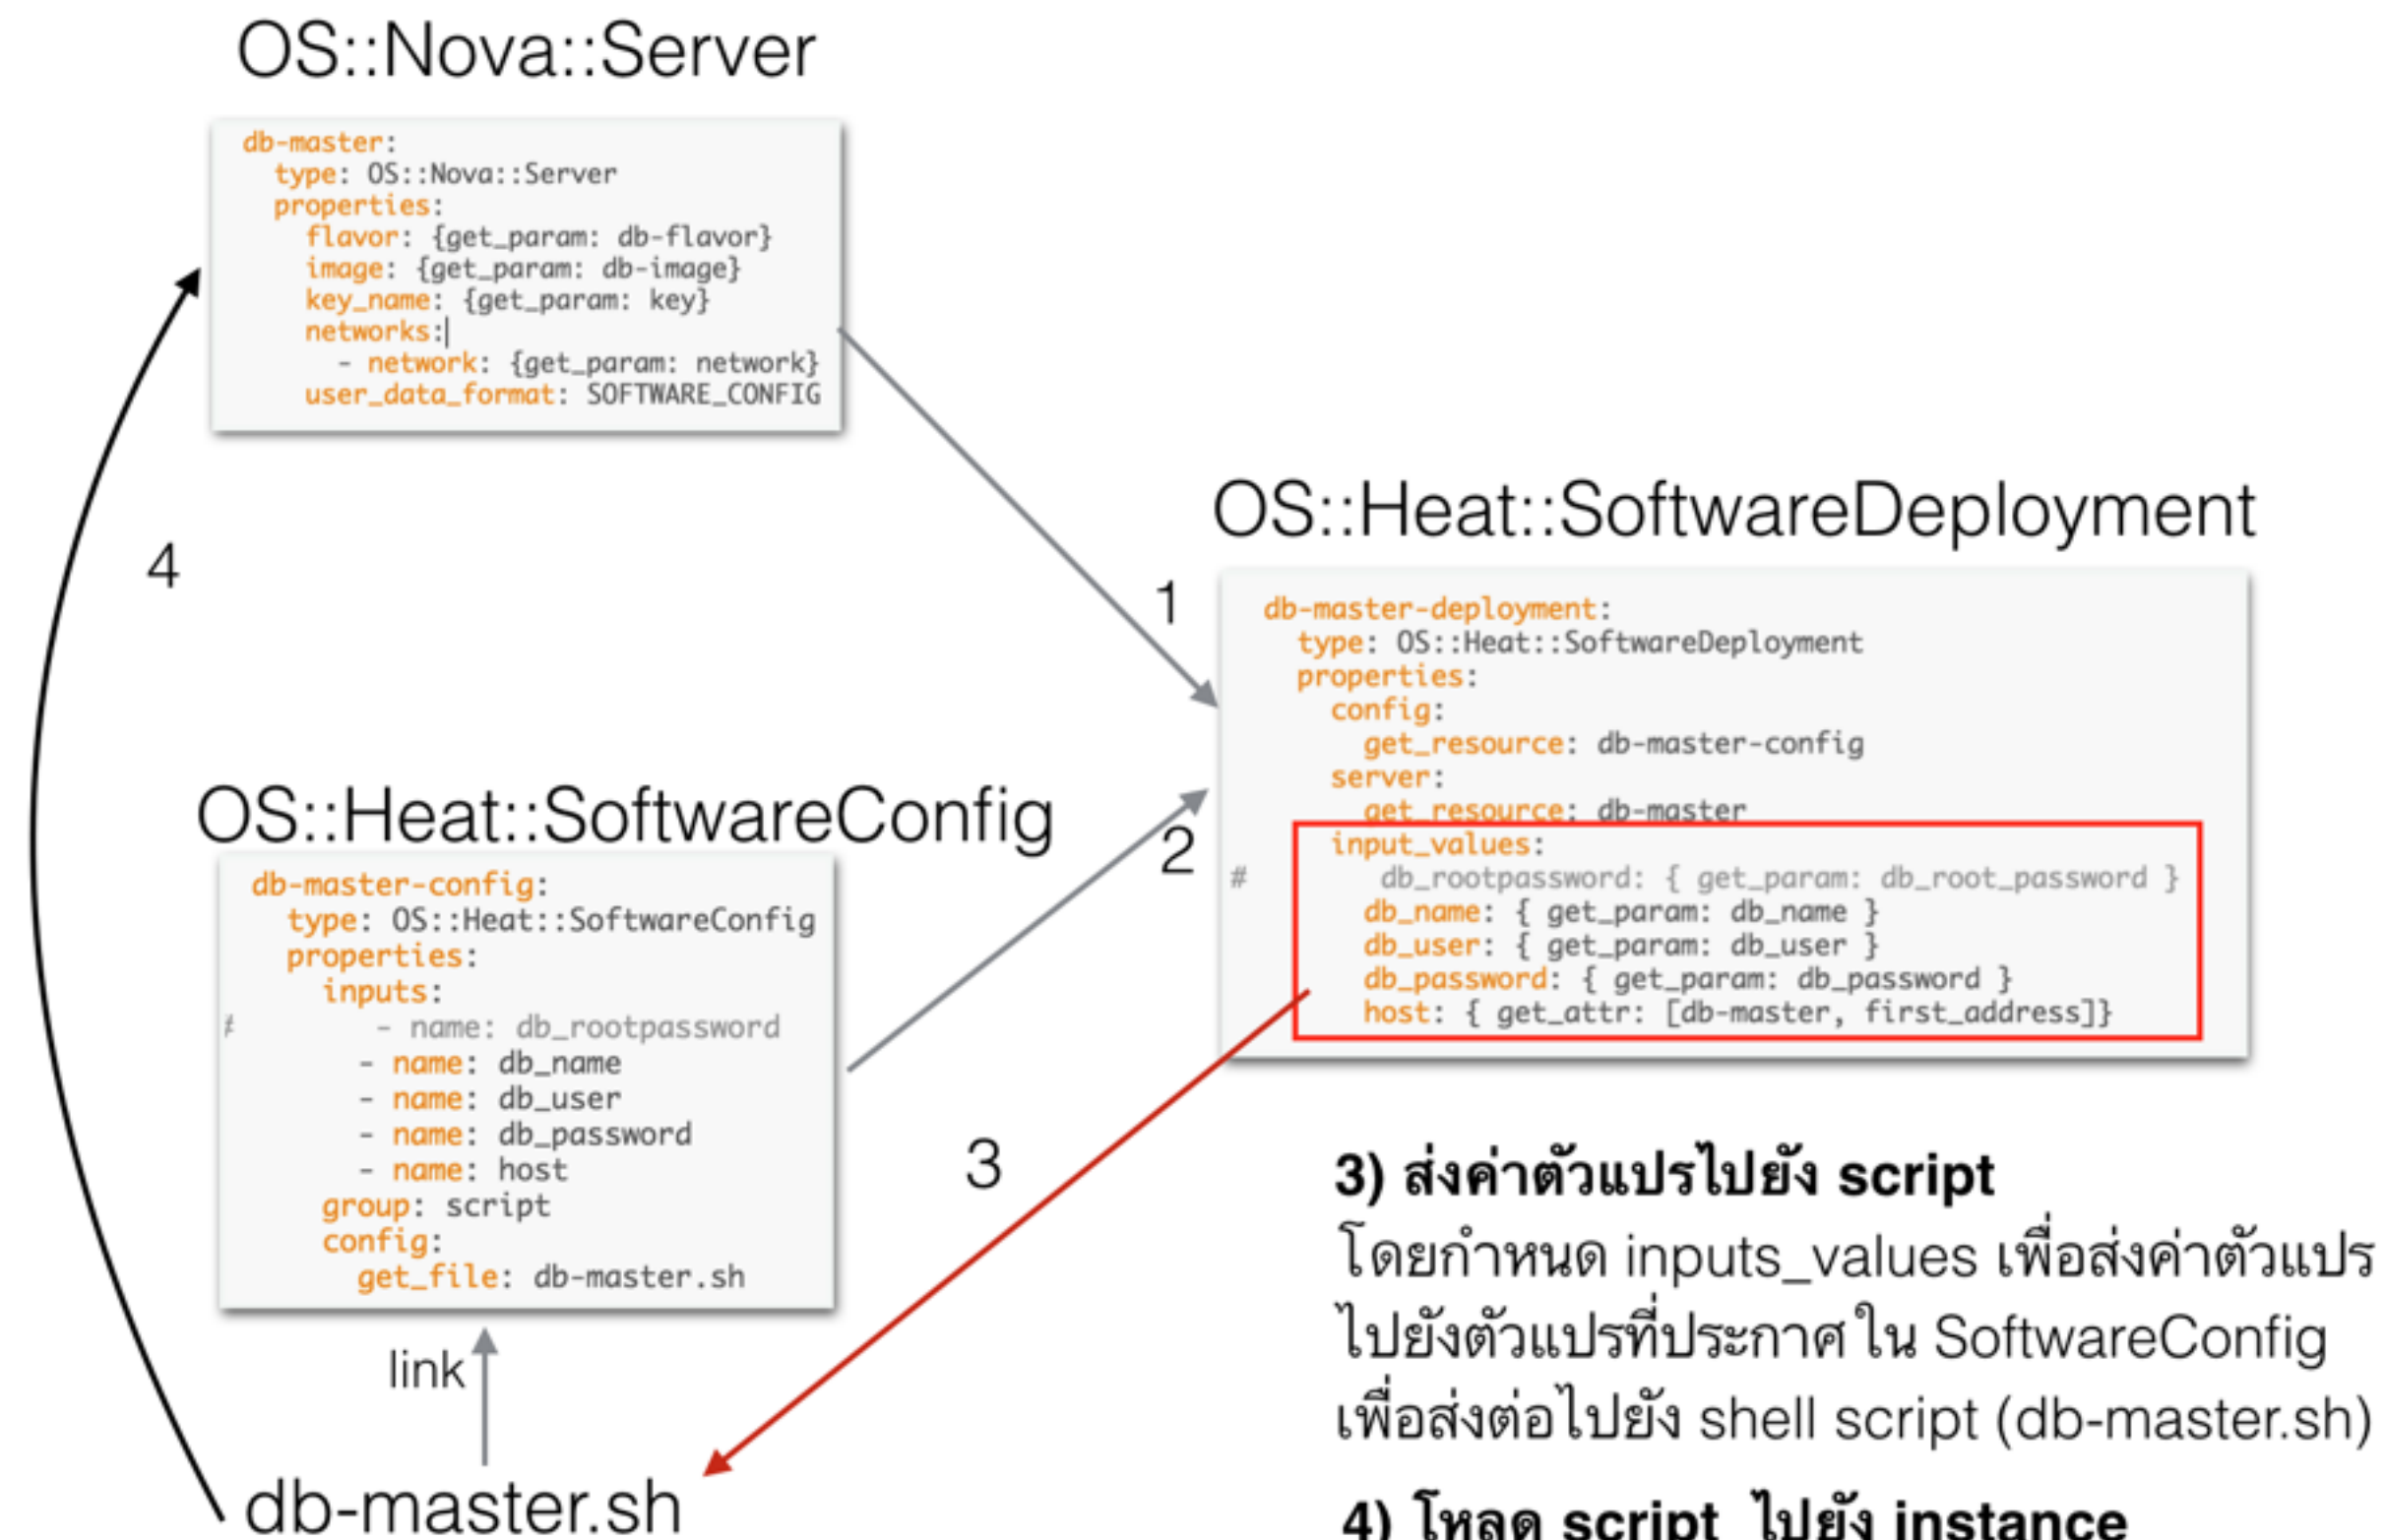 OS::Nova::Server
db-master:
type: OS::Nova::Server
properties:
flavor: {get_param: db-flavor}
image: {get_param: db-image}
key_name: {get_param: key}
networks:
- network: {get_param: network}
user_data_format: SOFTWARE_CONFIG
4
1
OS::Heat::SoftwareDeployment
db-master-deployment:
type: OS::Heat::SoftwareDeployment
properties:
config:
get_resource: db-master-config
server:
get_resource: db-master
input_values:
# db_rootpassword: { get_param: db_root_password }
db_name: { get_param: db_name }
db_user: { get_param: db_user }
db_password: { get_param: db_password }
host: { get_attr: [db-master, first_address]}
OS::Heat::SoftwareConfig
2
db-master-config:
type: OS::Heat::SoftwareConfig
properties:
inputs:
# - name: db_rootpassword
- name: db_name
- name: db_user
- name: db_password
- name: host
group: script
config:
get_file: db-master.sh
3
link
db-master.sh
3) ส่งค่าตัวแปรไปยัง script
โดยกำหนด inputs_values เพื่อส่งค่าตัวแปร
ไปยังตัวแปรที่ประกาศ ใน SoftwareConfig
เพื่อส่งต่อไปยัง shell script (db-master.sh)
4) โหลด script ไปยัง instance